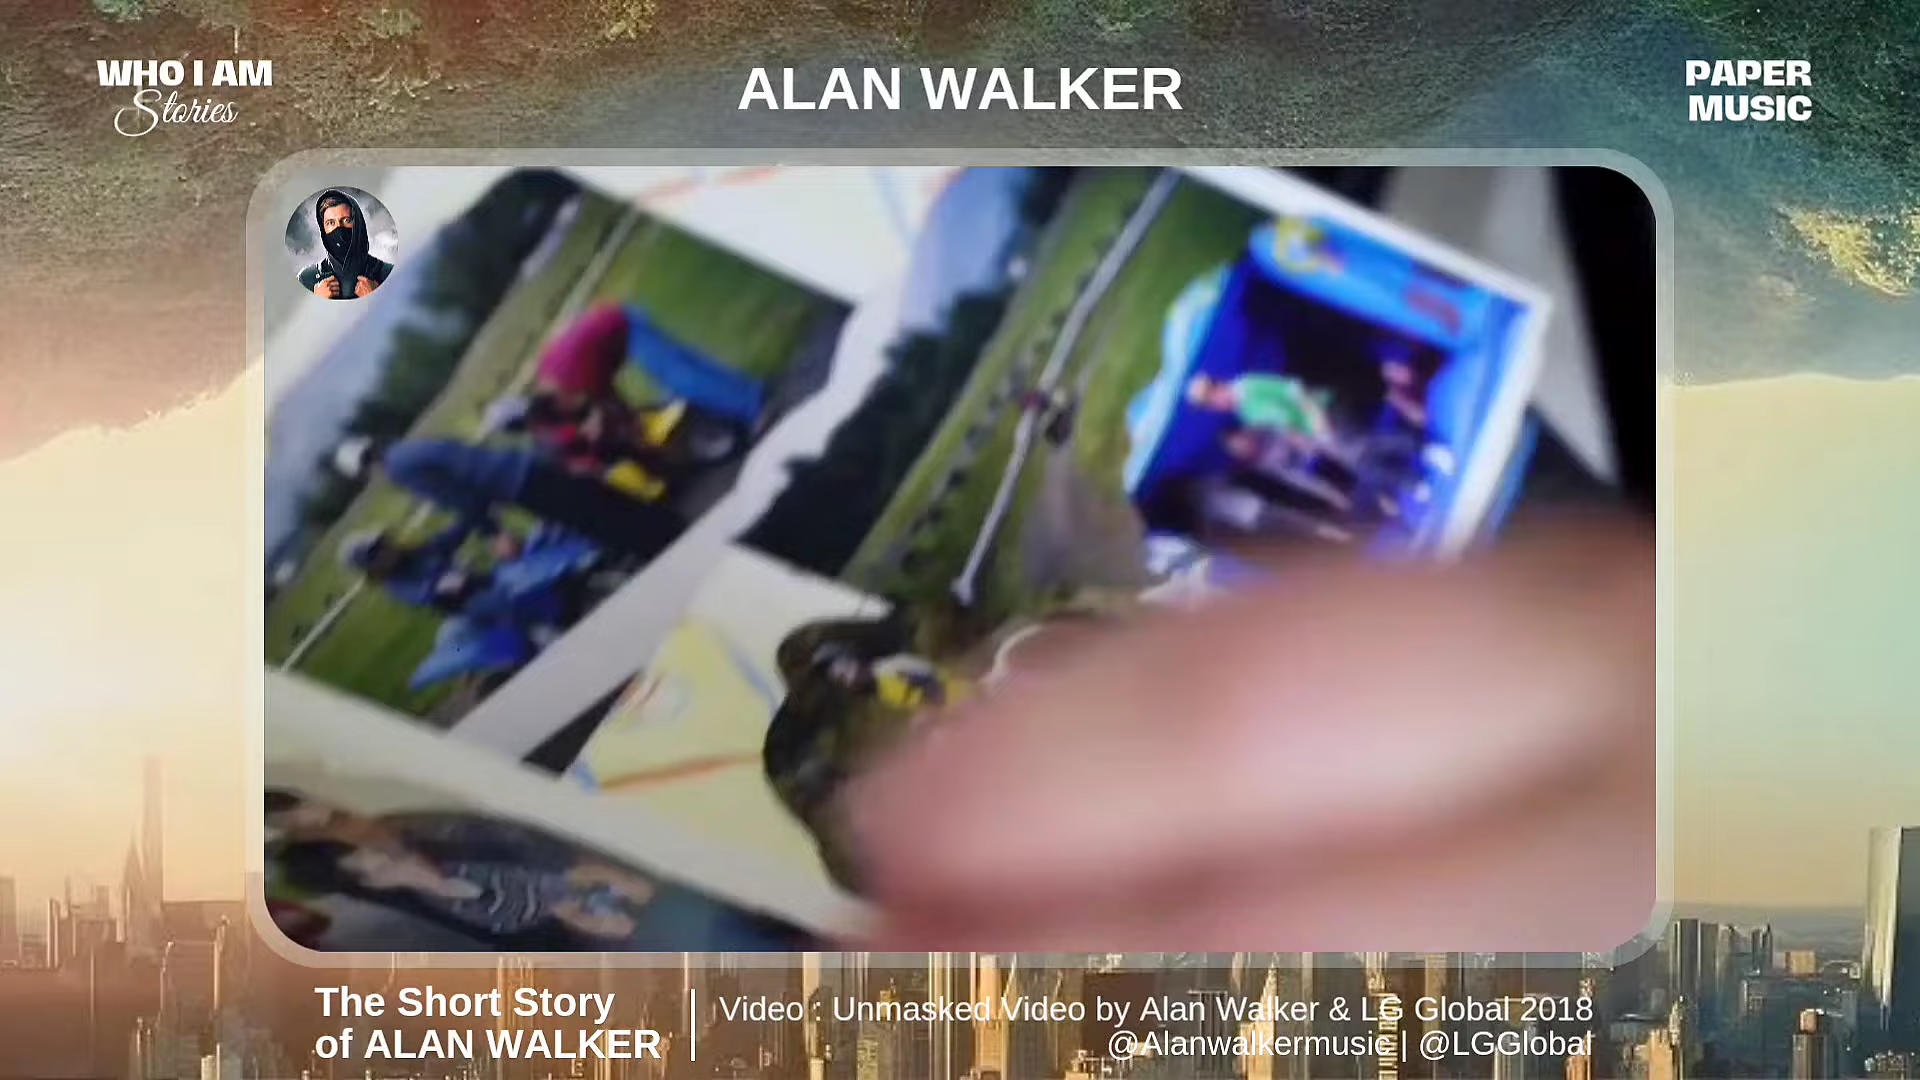 WHO I AM
Stories
ALAN WALKER
PAPER
MUSIC
The Short Story
of ALAN WALKER
Video : Unmasked Video by Alan Walker & LG Global 2018
@Alanwalkermusic | @LGGlobal